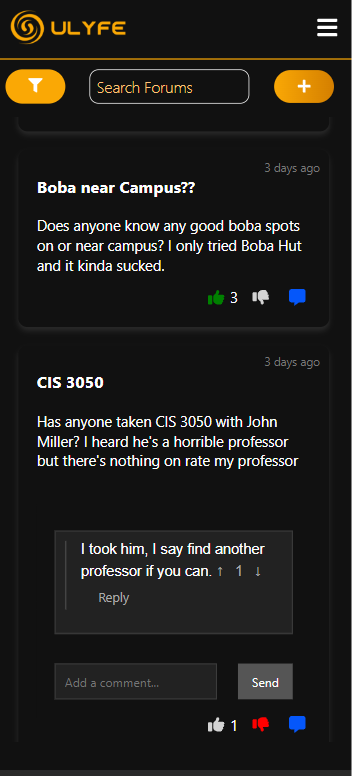 ULYFE
Search Forums
3 days ago
Boba near Campus??
Does anyone know any good boba spots
on or near campus? I only tried Boba Hut
and it kinda sucked.
3
3 days ago
CIS 3050
Has anyone taken CIS 3050 with John
Miller? I heard he's a horrible professor
but there's nothing on rate my professor
I took him, I say find another
professor if you can. ↑ 1 ↓
Reply
Add a comment...
Send
1